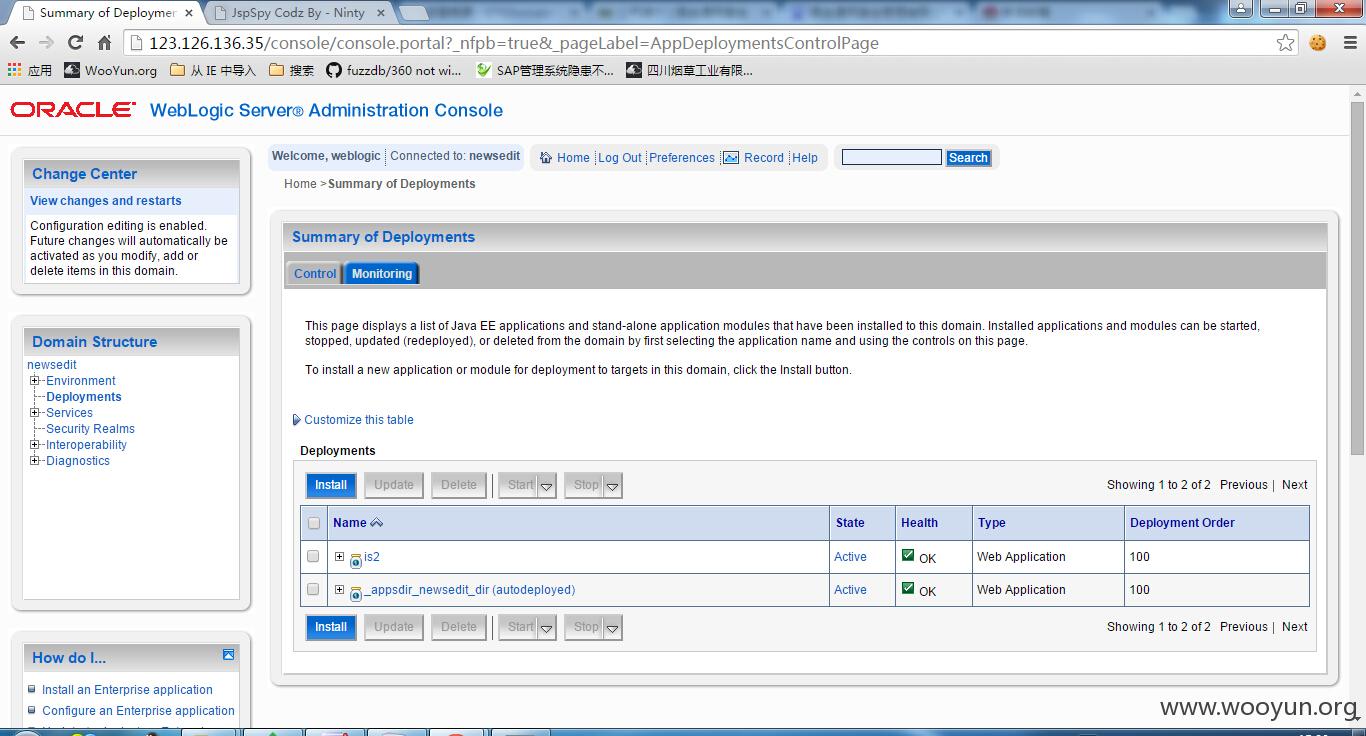 Summary of Deploymer
JspSpy Codz By - Ninty
123.126.136.35/console/console.portal?_nfpb=true&_pageLabel=AppDeploymentsControlPage
应用 WooYun.org 从 IE 中导入 搜索 fuzzdb/360 not wi... SAP管理系统隐患不... 四川烟草工业有限...
ORACLE WebLogic Server® Administration Console
Change Center
View changes and restarts
Configuration editing is enabled.
Future changes will automatically be
activated as you modify, add or
delete items in this domain.
Domain Structure
newsedit
Environment
Deployments
Services
Security Realms
Interoperability
Diagnostics
How do I...
Install an Enterprise application
Configure an Enterprise application
Welcome, weblogic Connected to: newsedit Home Log Out Preferences Record Help Search
Home >Summary of Deployments
Summary of Deployments
Control Monitoring
This page displays a list of Java EE applications and stand-alone application modules that have been installed to this domain. Installed applications and modules can be started,
stopped, updated (redeployed), or deleted from the domain by first selecting the application name and using the controls on this page.
To install a new application or module for deployment to targets in this domain, click the Install button.
Customize this table
Deployments
Install Update Delete Start Stop Showing 1 to 2 of 2 Previous | Next
Name State Health Type Deployment Order
is2 Active OK Web Application 100
_appsdir_newsedit_dir (autodeployed) Active OK Web Application 100
Install Update Delete Start Stop Showing 1 to 2 of 2 Previous | Next
www.wooyun.org